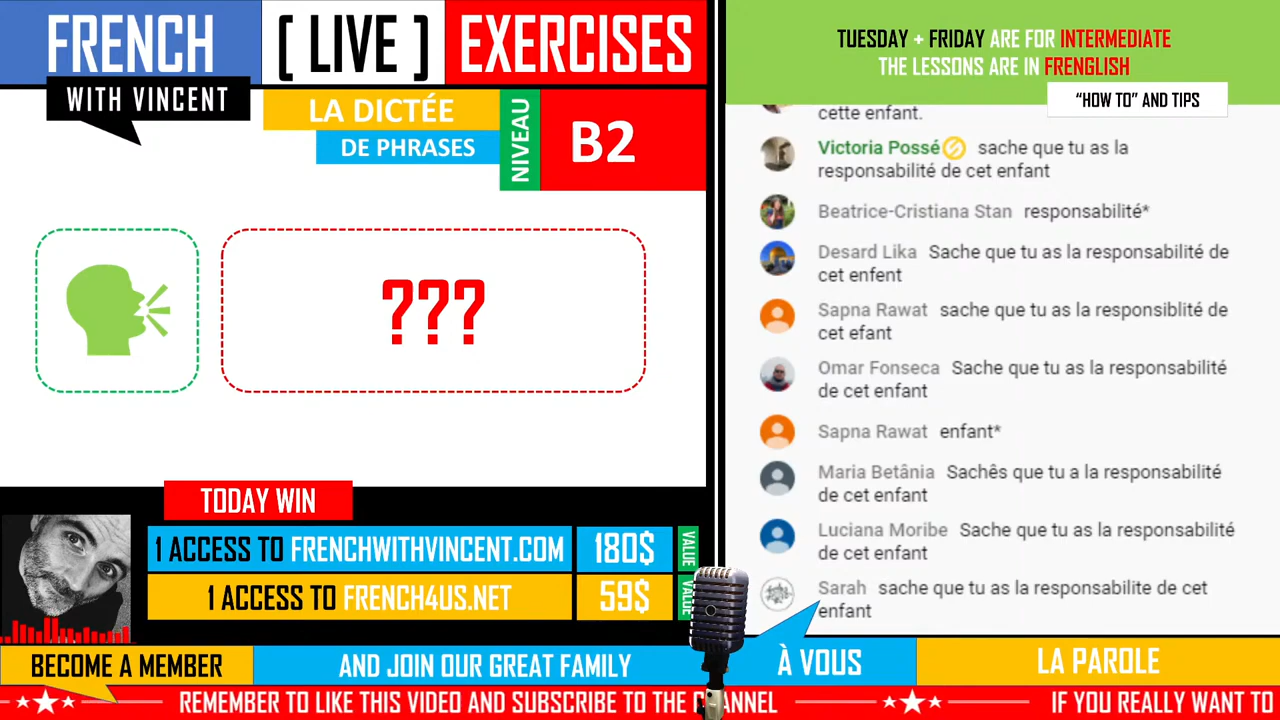 FRENCH
[ LIVE ]
EXERCISES
WITH VINCENT
LA DICTÉE
DE PHRASES
NIVEAU
B2
???
TODAY WIN
1 ACCESS TO FRENCHWITHVINCENT.COM
180$
VALUE
1 ACCESS TO FRENCH4US.NET
59$
VALUE
TUESDAY + FRIDAY ARE FOR INTERMEDIATE
THE LESSONS ARE IN FRENGLISH
“HOW TO” AND TIPS
cette enfant.
Victoria Possé sache que tu as la
responsabilité de cet enfant
Beatrice-Cristiana Stan responsabilité*
Desard Lika Sache que tu as la responsabilité de
cet enfent
Sapna Rawat sache que tu as responsiblité de
cet efant
Omar Fonseca Sache que tu as la responsabilité
de cet enfant
Sapna Rawat enfant*
Maria Betânia Sachês que tu a la responsabilité
de cet enfant
Luciana Moribe Sache que tu as la responsabilité
de cet enfant
Sarah sache que tu as la responsabilite de cet
enfant
BECOME A MEMBER
AND JOIN OUR GREAT FAMILY
À VOUS
LA PAROLE
REMEMBER TO LIKE THIS VIDEO AND SUBSCRIBE TO THE
IF YOU REALLY WANT TO